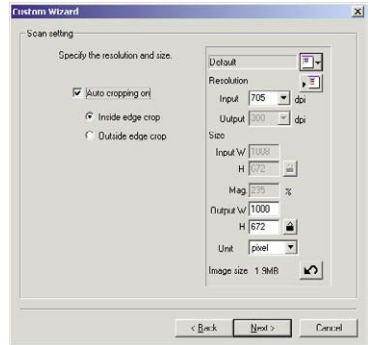 Custom Wizard
Scan setting
Specify the resolution and size.
Auto cropping on
Inside edge crop
Outside edge crop
Default
Resolution
Input 705 dpi
Output 300 dpi
Size
Input W 1008
H 672
Mag. 235 %
Output W 1000
H 672
Unit pixel
Image size 1.9MB
< Back Next > Cancel